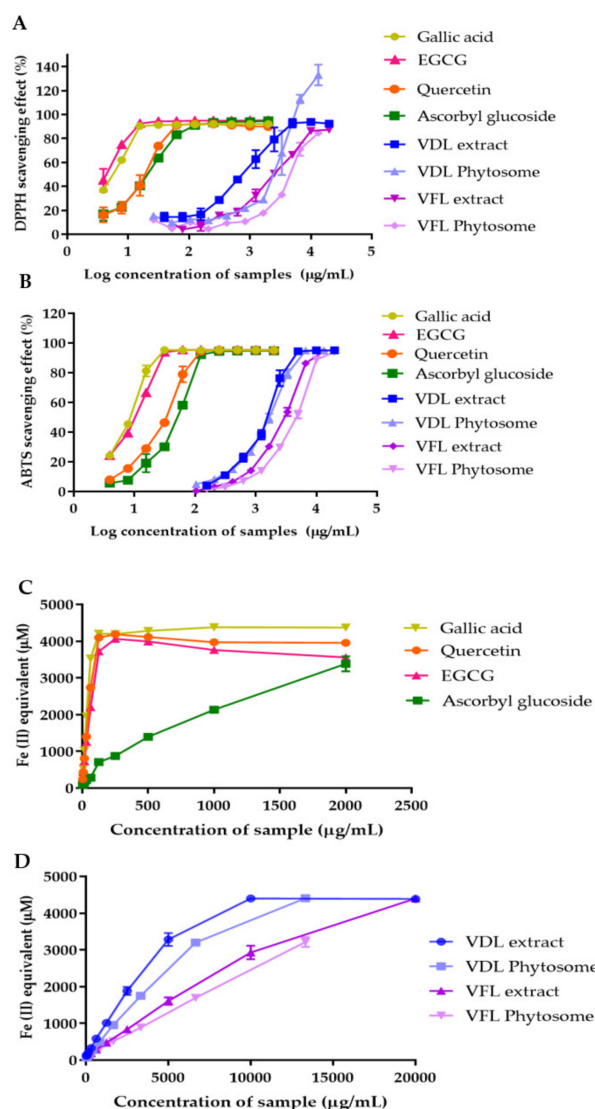 A
Gallic acid
EGCG
Quercetin
Ascorbyl glucoside
VDL extract
VDL Phytosome
VFL extract
VFL Phytosome
DPPH scavenging effect (%)
140
120
100
80
60
40
20
0
0 1 2 3 4 5
Log concentration of samples (μg/mL)
B
Gallic acid
EGCG
Quercetin
Ascorbyl glucoside
VDL extract
VDL Phytosome
VFL extract
VFL Phytosome
ABTS scavenging effect (%)
120
100
80
60
40
20
0
0 1 2 3 4 5
Log concentration of samples (μg/mL)
C
Gallic acid
Quercetin
EGCG
Ascorbyl glucoside
Fe (II) equivalent (μM)
5000
4000
3000
2000
1000
0
0 500 1000 1500 2000 2500
Concentration of sample (μg/mL)
D
VDL extract
VDL Phytosome
VFL extract
VFL Phytosome
Fe (II) equivalent (μM)
5000
4000
3000
2000
1000
0
0 5000 10000 15000 20000
Concentration of sample (μg/mL)